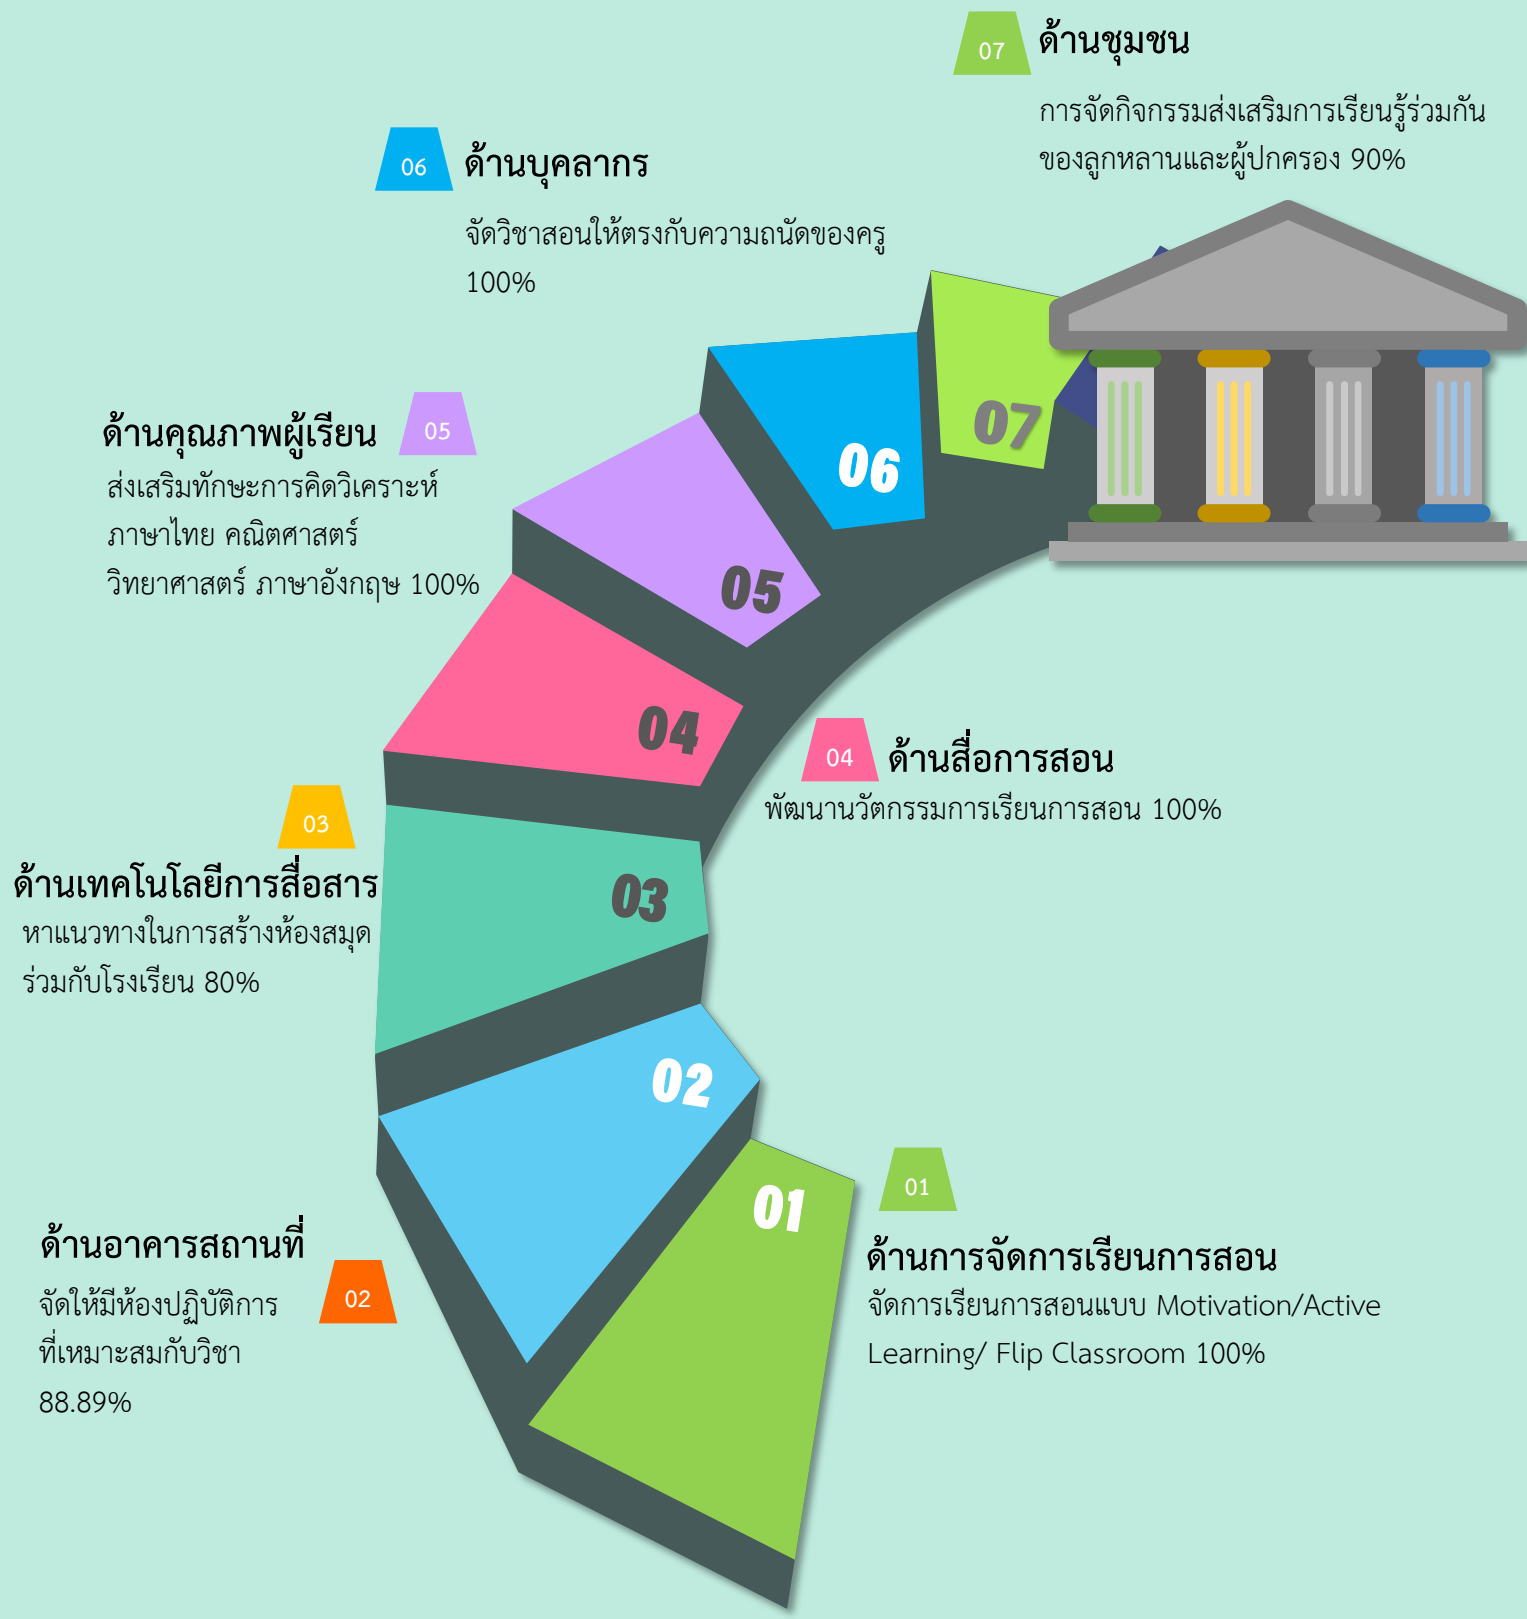 07
ด้านชุมชน
การจัดกิจกรรมส่งเสริมการเรียนรู้ร่วมกัน
ของลูกหลานและผู้ปกครอง 90%
06
ด้านบุคลากร
จัดวิชาสอนให้ตรงกับความถนัดของครู
100%
07
06
ด้านคุณภาพผู้เรียน
05
ส่งเสริมทักษะการคิดวิเคราะห์
ภาษาไทย คณิตศาสตร์
วิทยาศาสตร์ ภาษาอังกฤษ 100%
05
04
04
ด้านสื่อการสอน
พัฒนานวัตกรรมการเรียนการสอน 100%
03
ด้านเทคโนโลยีการสื่อสาร
หาแนวทางในการสร้างห้องสมุด
ร่วมกับโรงเรียน 80%
03
02
01
01
ด้านการจัดการเรียนการสอน
จัดการเรียนการสอนแบบ Motivation/Active
Learning/ Flip Classroom 100%
ด้านอาคารสถานที่
02
จัดให้มีห้องปฏิบัติการ
ที่เหมาะสมกับวิชา
88.89%